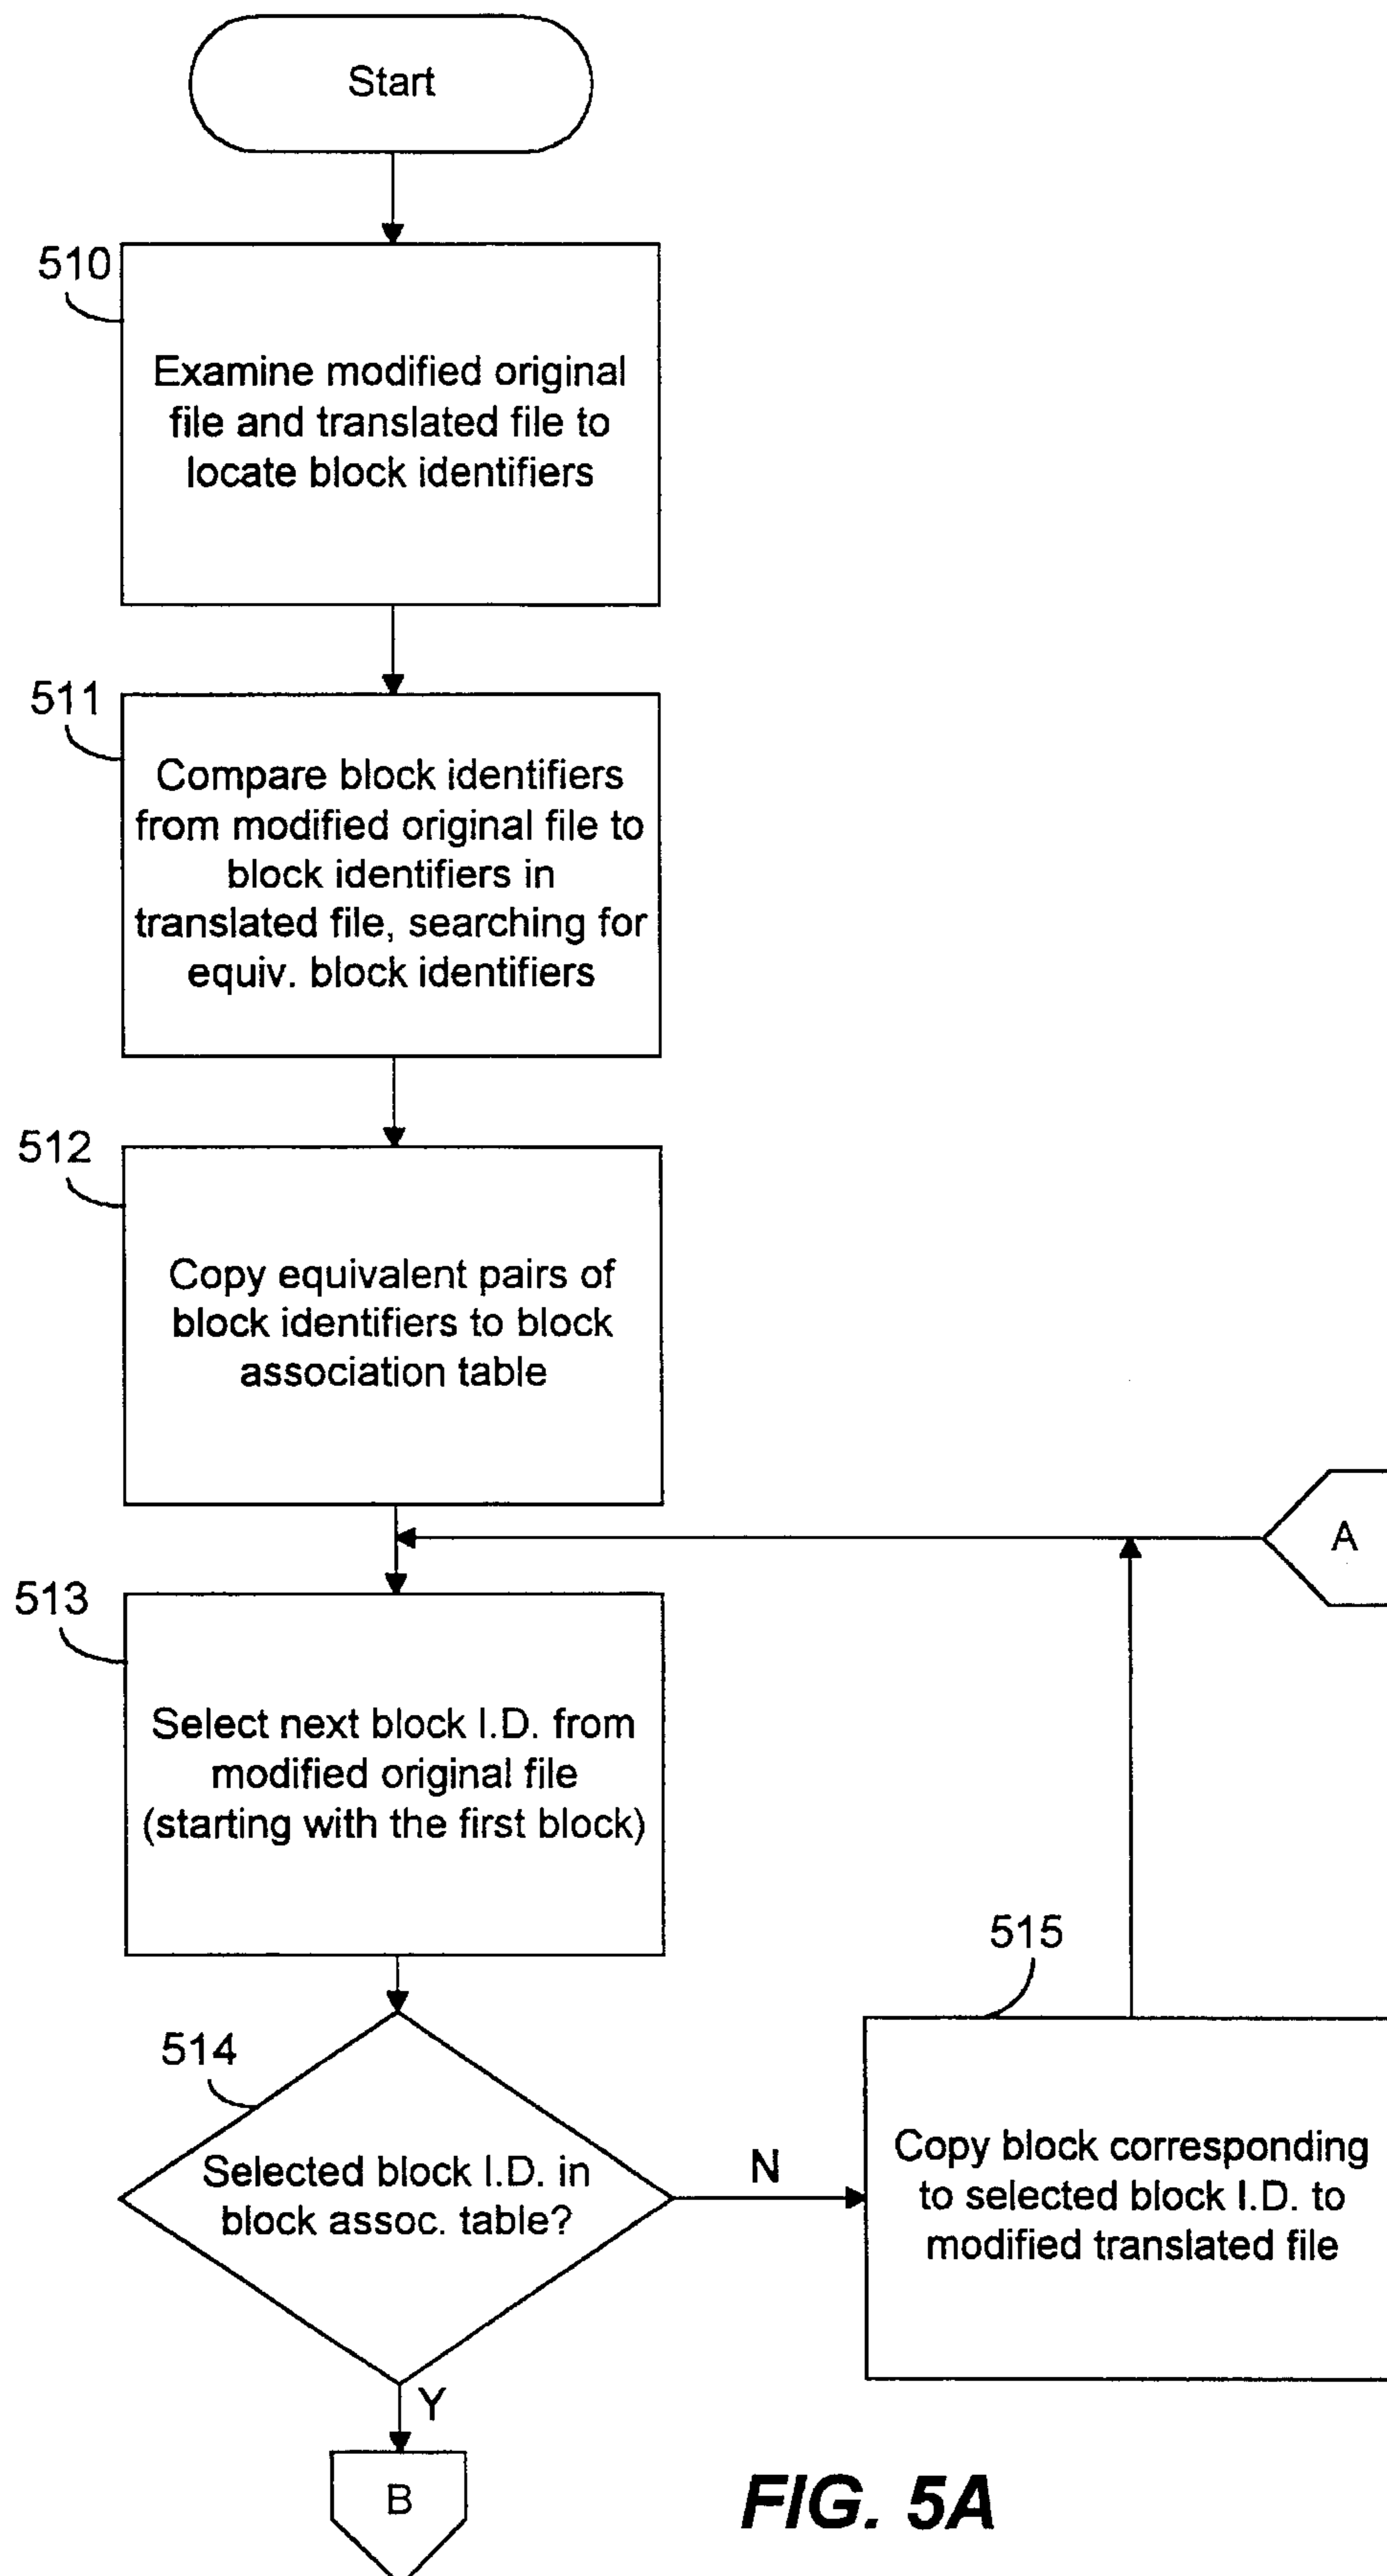 Start
510
Examine modified original
file and translated file to
locate block identifiers
511
Compare block identifiers
from modified original file to
block identifiers in
translated file, searching for
equiv. block identifiers
512
Copy equivalent pairs of
block identifiers to block
association table
A
513
Select next block I.D. from
modified original file
(starting with the first block)
515
514
Selected block I.D. in
block assoc. table?
N
Copy block corresponding
to selected block I.D. to
modified translated file
Y
B
FIG. 5A